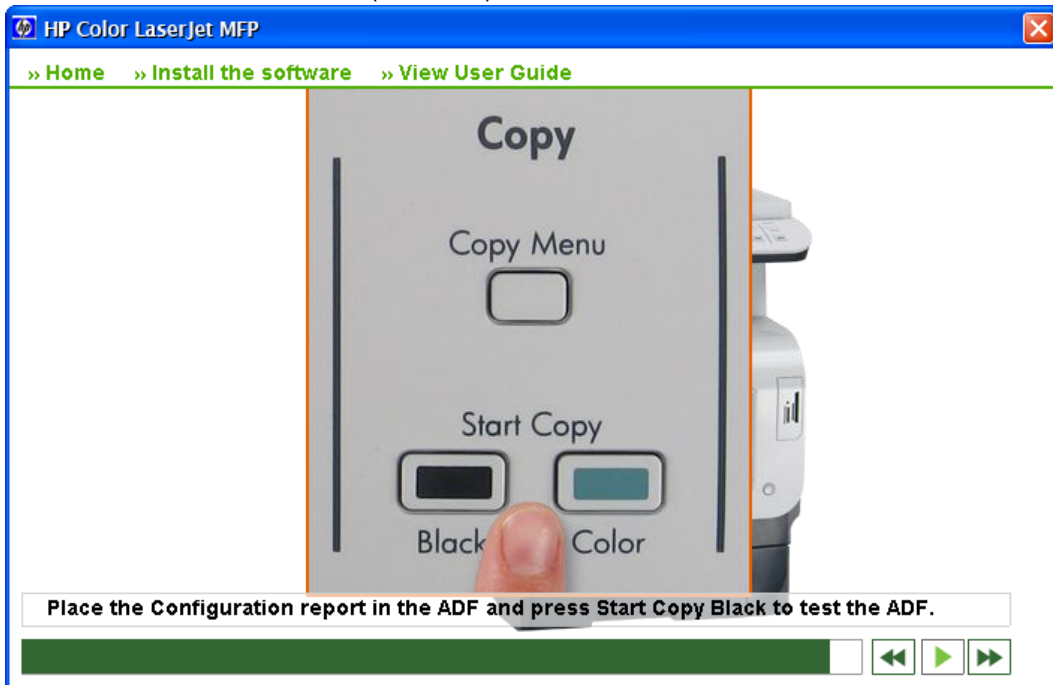 HP Color LaserJet MFP
» Home » Install the software » View User Guide
Copy
Copy Menu
Start Copy
Black Color
Place the Configuration report in the ADF and press Start Copy Black to test the ADF.